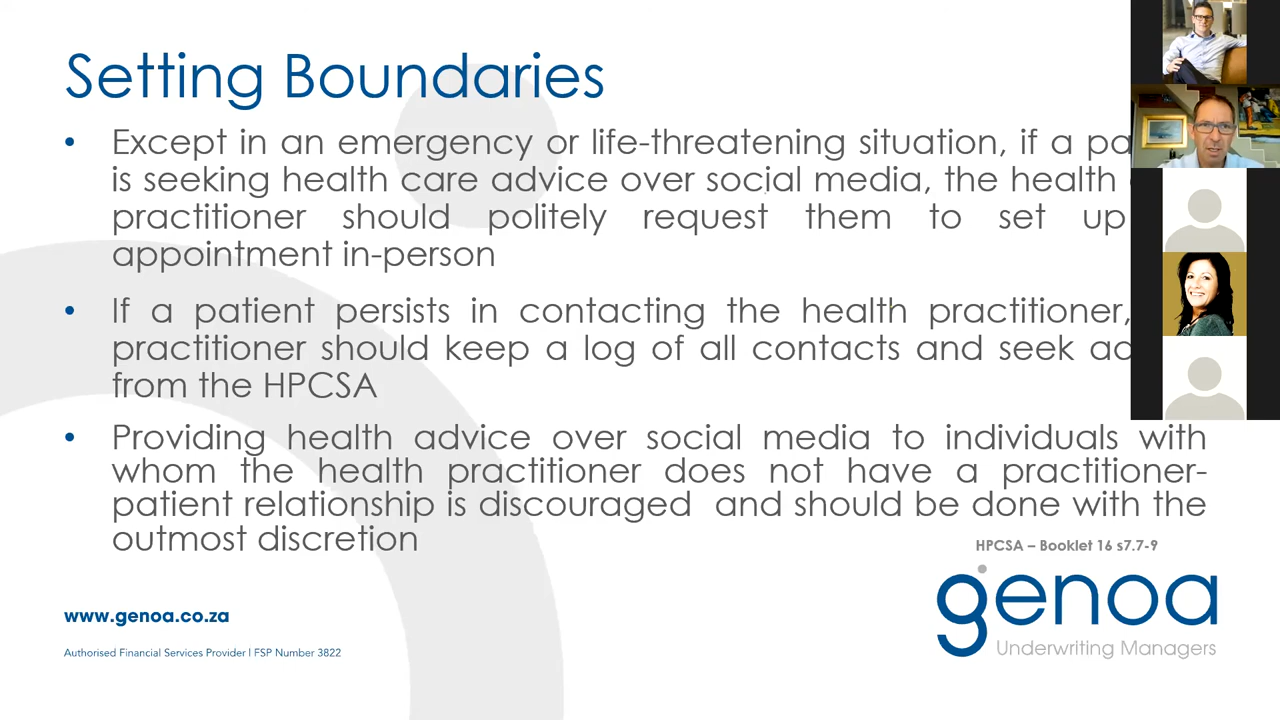 Setting Boundaries
• Except in an emergency or life-threatening situation, if a
is seeking health care advice over social media, the health
practitioner should politely request them to set up
appointment in-person
• If a patient persists in contacting the health practitioner,
practitioner should keep a log of all contacts and seek
from the HPCSA
• Providing health advice over social media to individuals with
whom the health practitioner does not have a practitioner-
patient relationship is discouraged and should be done with the
outmost discretion
HPCSA – Booklet 16 s7.7-9
www.genoa.co.za
genoa
Authorised Financial Services Provider | FSP Number 3822
Underwriting Managers